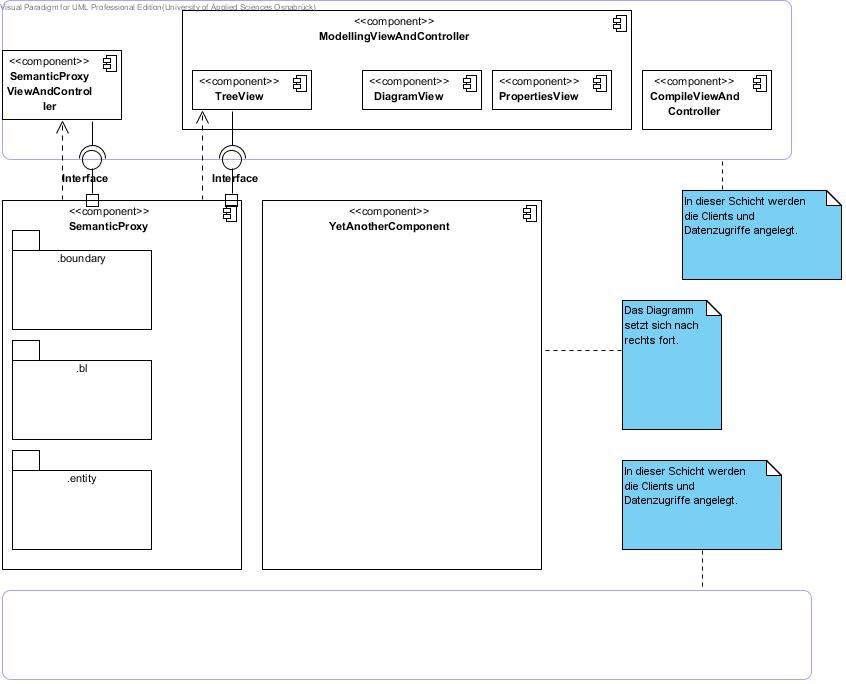 Visual Paradigm for UML Professional Edition(University of Applied Sciences Osnabrück)
<<component>>
ModellingViewAndController
<<component>>
SemanticProxy
ViewAndControl
ler
<<component>>
TreeView
<<component>>
DiagramView
<<component>>
PropertiesView
<<component>>
CompileViewAnd
Controller
Interface
Interface
<<component>>
SemanticProxy
.boundary
.bl
.entity
<<component>>
YetAnotherComponent
In dieser Schicht werden
die Clients und
Datenzugriffe angelegt.
Das Diagramm
setzt sich nach
rechts fort.
In dieser Schicht werden
die Clients und
Datenzugriffe angelegt.